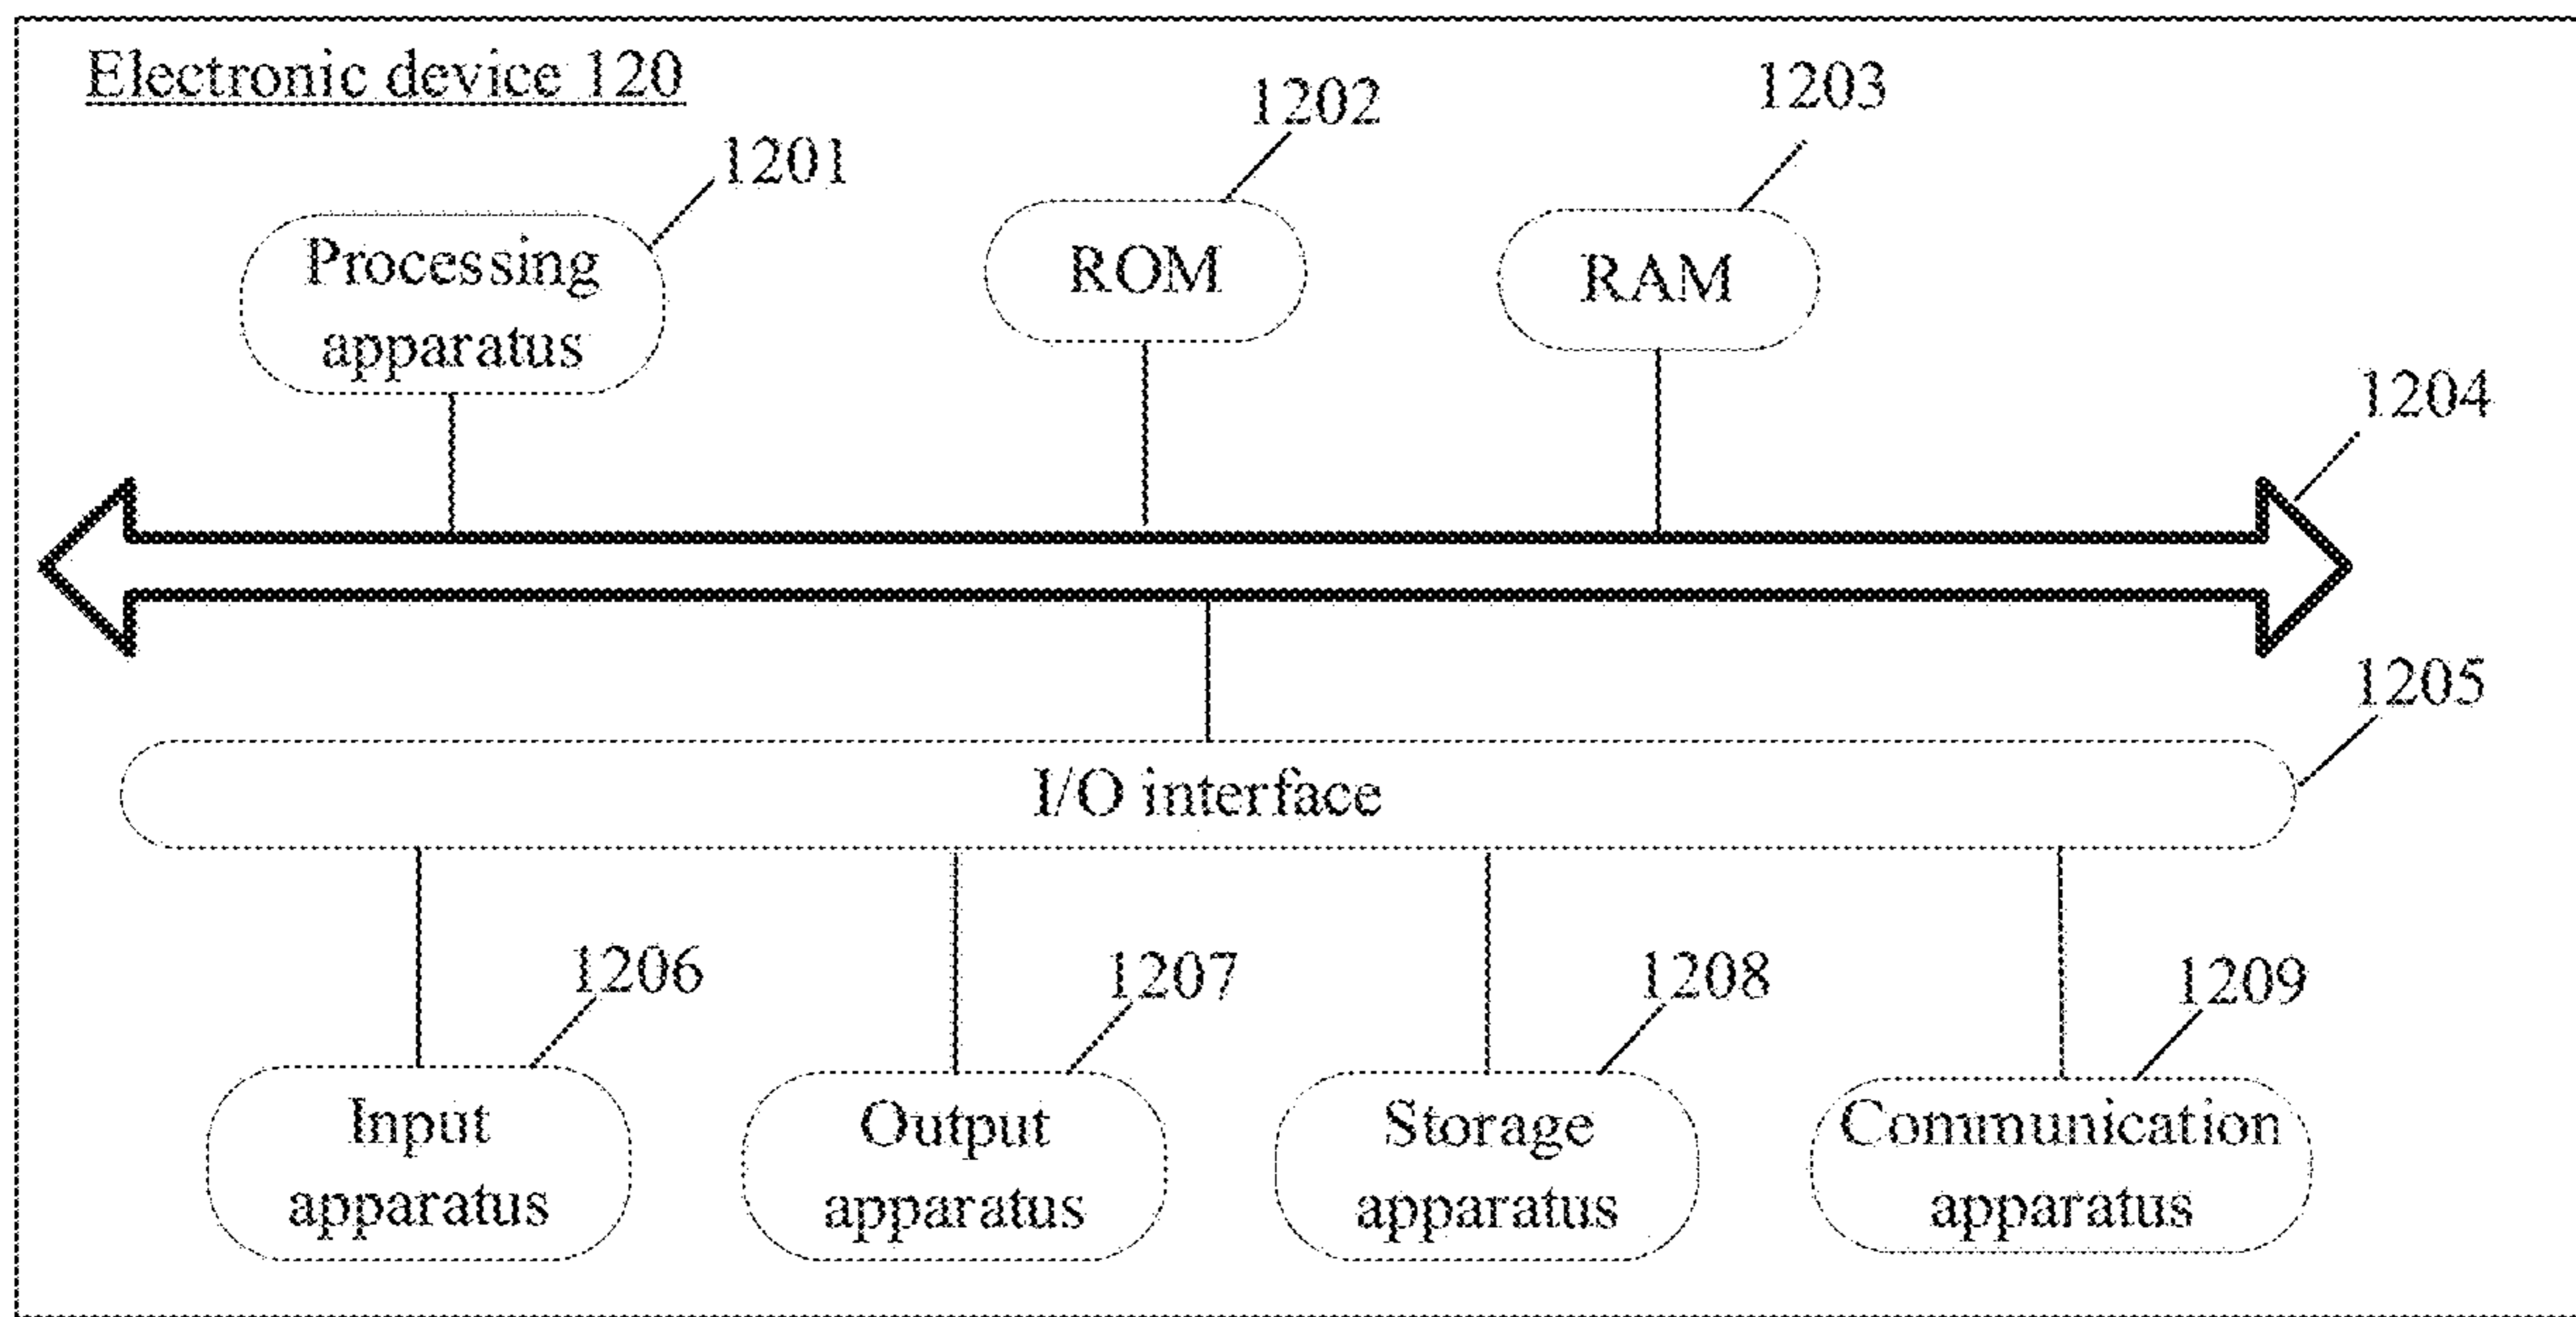 Electronic device 120
1201
1202
1203
Processing
apparatus
ROM
RAM
1204
1205
I/O interface
1206
1207
1208
1209
Input
apparatus
Output
apparatus
Storage
apparatus
Communication
apparatus